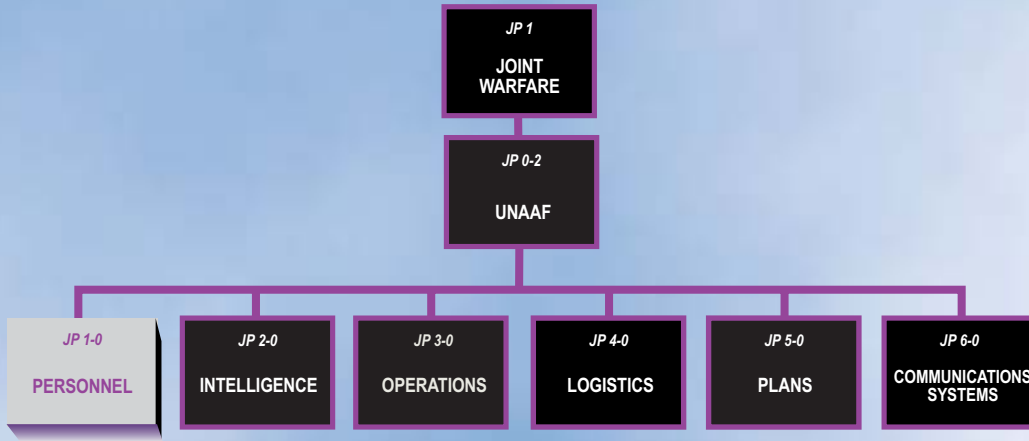 JP 1
JOINT
WARFARE
JP 0-2
UNAAF
JP 1-0
PERSONNEL
JP 2-0
INTELLIGENCE
JP 3-0
OPERATIONS
JP 4-0
LOGISTICS
JP 5-0
PLANS
JP 6-0
COMMUNICATIONS
SYSTEMS